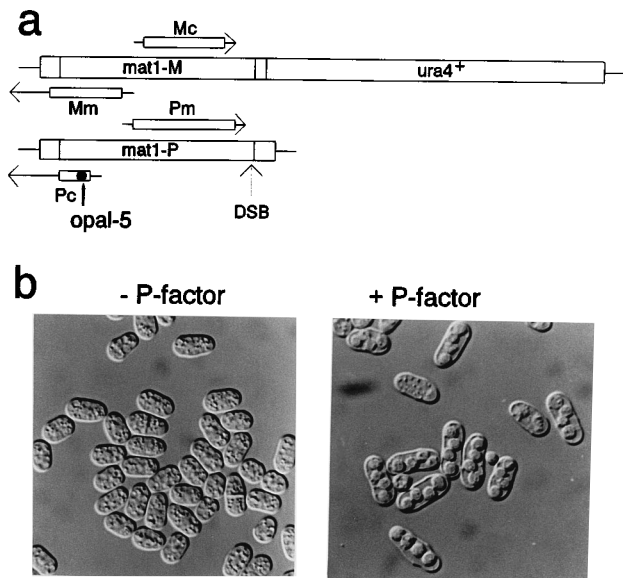 a
Mc
mat1-M ura4+
Mm
Pm
mat1-P
Pc
opal-5
DSB
b
- P-factor + P-factor